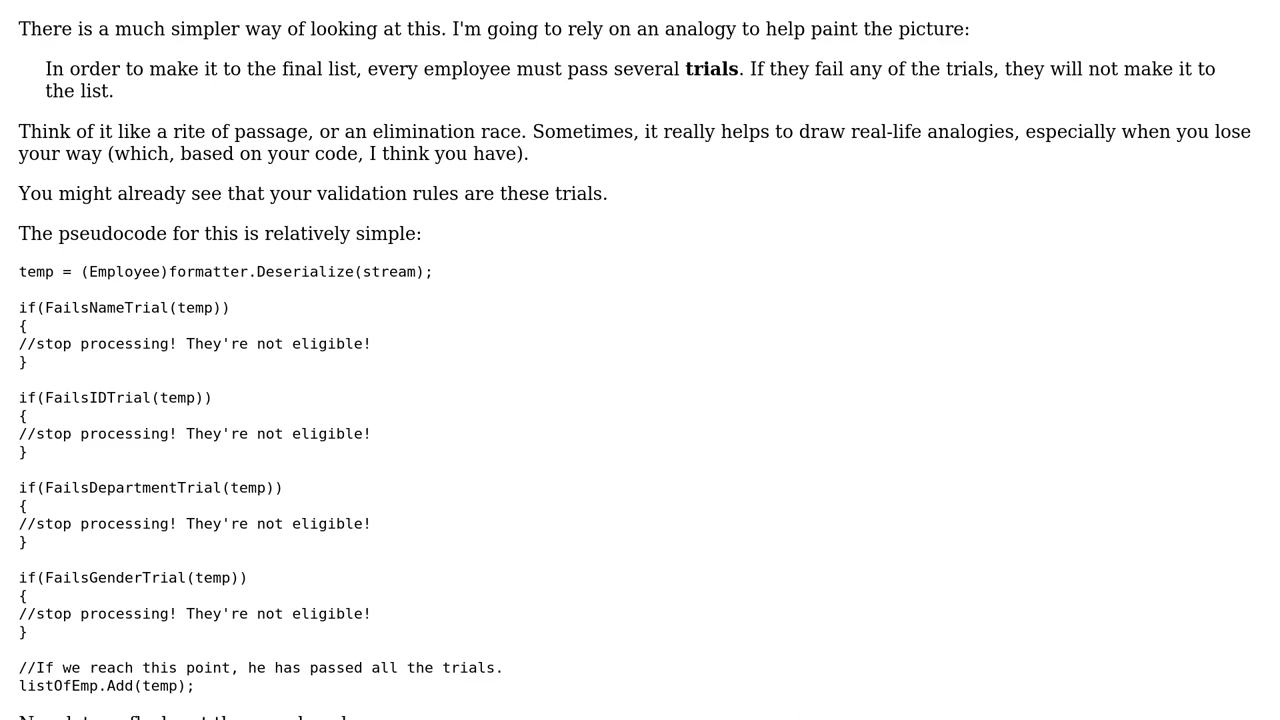 There is a much simpler way of looking at this. I'm going to rely on an analogy to help paint the picture:
In order to make it to the final list, every employee must pass several trials. If they fail any of the trials, they will not make it to
the list.
Think of it like a rite of passage, or an elimination race. Sometimes, it really helps to draw real-life analogies, especially when you lose
your way (which, based on your code, I think you have).
You might already see that your validation rules are these trials.
The pseudocode for this is relatively simple:
temp = (Employee)formatter.Deserialize(stream);
if(FailsNameTrial(temp))
{
//stop processing! They're not eligible!
}
if(FailsIDTrial(temp))
{
//stop processing! They're not eligible!
}
if(FailsDepartmentTrial(temp))
{
//stop processing! They're not eligible!
}
if(FailsGenderTrial(temp))
{
//stop processing! They're not eligible!
}
//If we reach this point, he has passed all the trials.
listOfEmp.Add(temp);